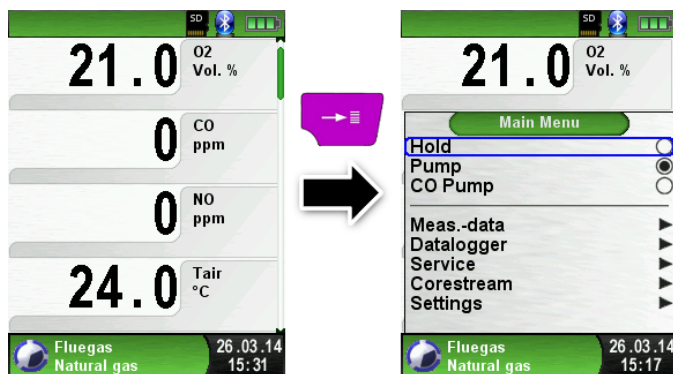 SD
21.0 O2
Vol. %
0 CO
ppm
0 NO
ppm
24.0 Tair
°C
Fluegas 26.03.14
Natural gas 15:31
SD
21.0 O2
Vol. %
Main Menu
Hold
Pump
CO Pump
Meas.-data
Datalogger
Service
Corestream
Settings
Fluegas 26.03.14
Natural gas 15:17